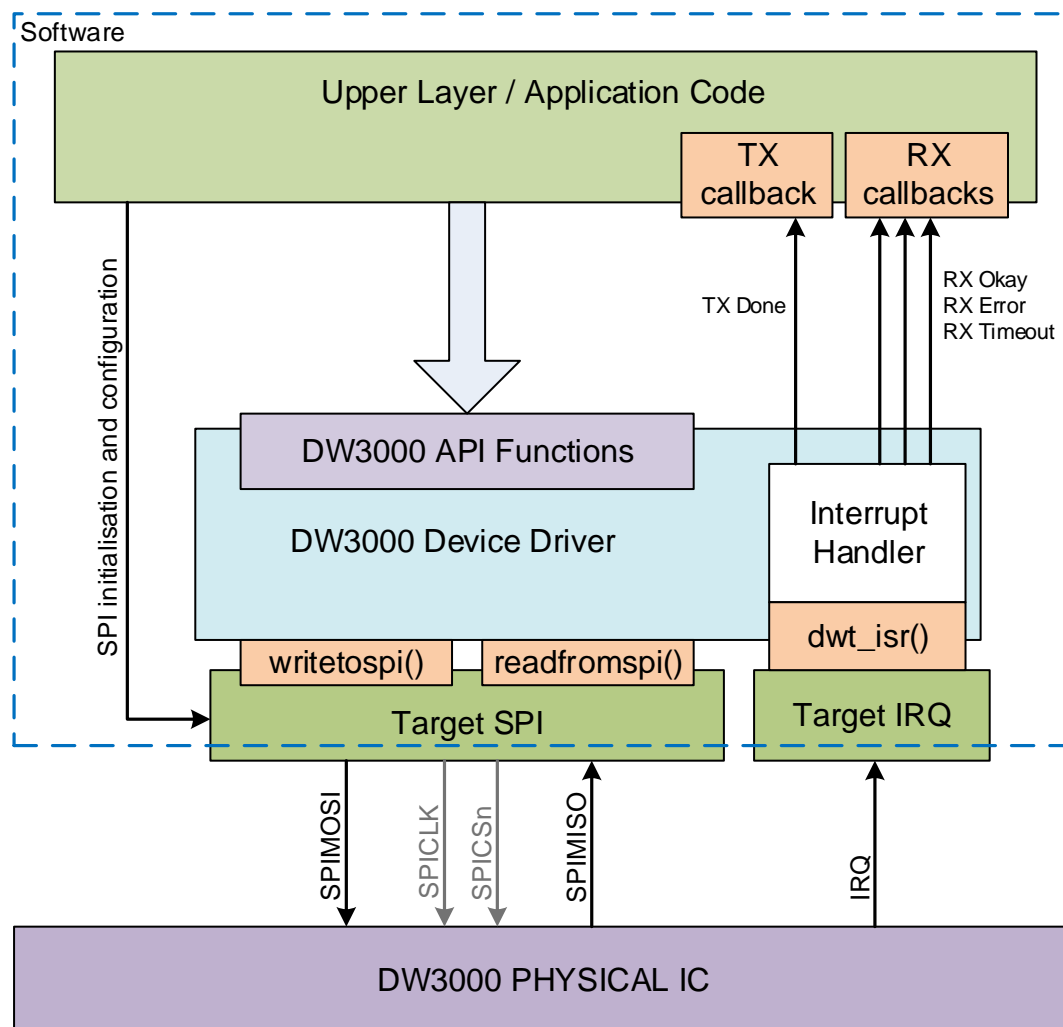 Software
Upper Layer / Application Code
TX
callback
RX
callbacks
SPI initialisation and configuration
TX Done
RX Okay
RX Error
RX Timeout
DW3000 API Functions
DW3000 Device Driver
Interrupt
Handler
writetospi()
readfromspi()
dwt_isr()
Target SPI
Target IRQ
SPIMOSI
SPICLK
SPICSn
SPIMISO
IRQ
DW3000 PHYSICAL IC